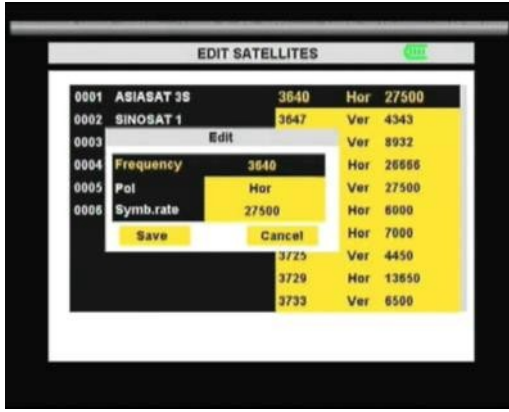 EDIT SATELLITES
0001 ASIASAT 3S 3640 Hor 27500
0002 SINOSAT 1 3647 Ver 4343
Edit
0003 Ver 8932
0004 Frequency 3640 Hor 26666
0005 Pol Hor Ver 27500
0006 Symb.rate 27500 Hor 6000
Save Cancel Hor 7000
3725 Ver 4450
3729 Hor 13650
3733 Ver 6500